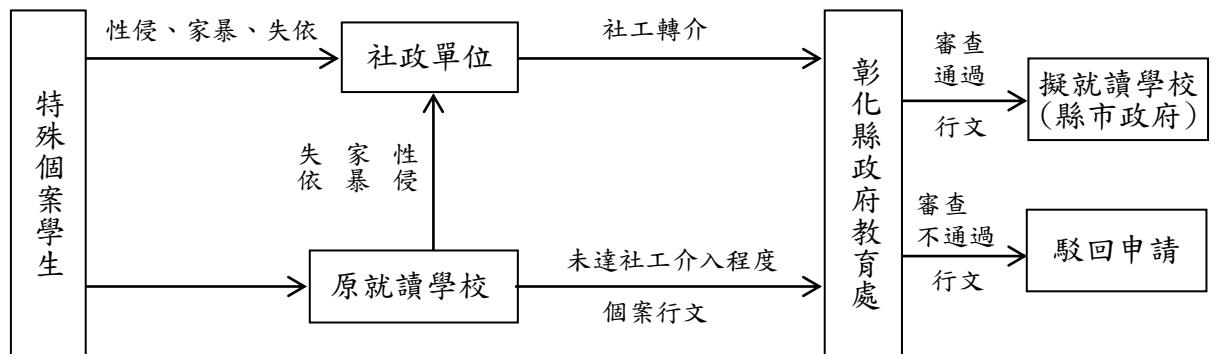 特殊個案學生
性侵、家暴、失依
社政單位
社工轉介
性侵
家暴
失依
原就讀學校
未達社工介入程度
個案行文
彰化縣政府教育處
審查
通過
行文
擬就讀學校
(縣市政府)
審查
不通過
行文
駁回申請